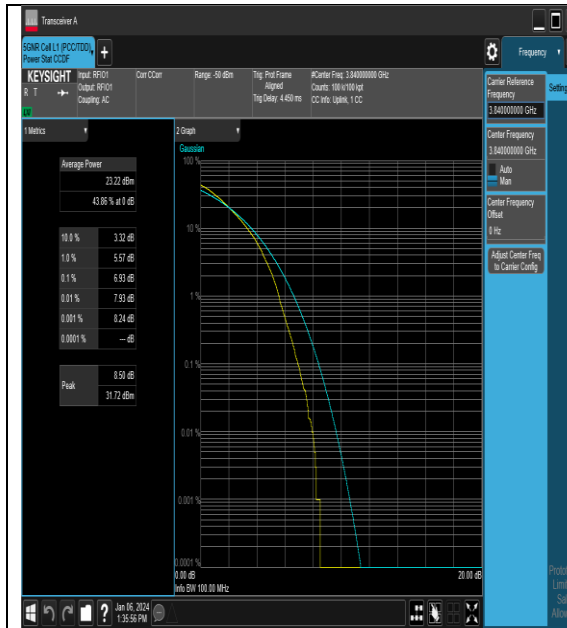 Transceiver A
5GNR Cell L1 (PCC/TDD),
Power Stat CCDF
Frequency
KEYSIGHT
R T
Input: RFIO1
Output: RFIO1
Coupling: AC
Corr CCorr
Range: -50 dBm
Trig: Prot Frame
Aligned
Trig Delay: 4.450 ms
#Center Freq: 3.840000000 GHz
Counts: 100 k/100 kpt
CC Info: Uplink, 1 CC
1 Metrics
Average Power
23.22 dBm
43.86 % at 0 dB
10.0 % 3.32 dB
1.0 % 5.57 dB
0.1 % 6.93 dB
0.01 % 7.93 dB
0.001 % 8.24 dB
0.0001 % --- dB
Peak
8.50 dB
31.72 dBm
2 Graph
Gaussian
100 %
10 %
1 %
0.1 %
0.01 %
0.001 %
0.0001 %
0.00 dB
20.00 dB
Info BW 100.00 MHz
Carrier Reference
Frequency
3.840000000 GHz
Center Frequency
3.840000000 GHz
Auto
Man
Center Frequency
Offset
0 Hz
Adjust Center Freq
to Carrier Config
Setting
Jan 06, 2024
1:35:56 PM